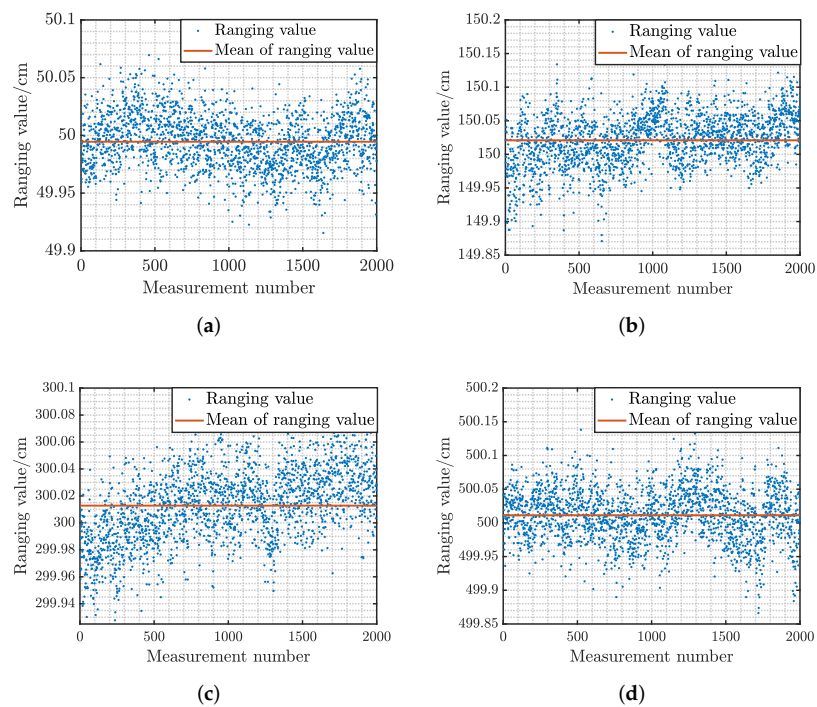 50.1
50.05
50
49.95
49.9
Ranging value/cm
Ranging value
Mean of ranging value
0 500 1000 1500 2000
Measurement number
(a)
150.2
150.15
150.1
150.05
150
149.95
149.9
149.85
Ranging value/cm
Ranging value
Mean of ranging value
0 500 1000 1500 2000
Measurement number
(b)
300.1
300.08
300.06
300.04
300.02
300
299.98
299.96
299.94
Ranging value/cm
Ranging value
Mean of ranging value
0 500 1000 1500 2000
Measurement number
(c)
500.2
500.15
500.1
500.05
500
499.95
499.9
499.85
Ranging value/cm
Ranging value
Mean of ranging value
0 500 1000 1500 2000
Measurement number
(d)